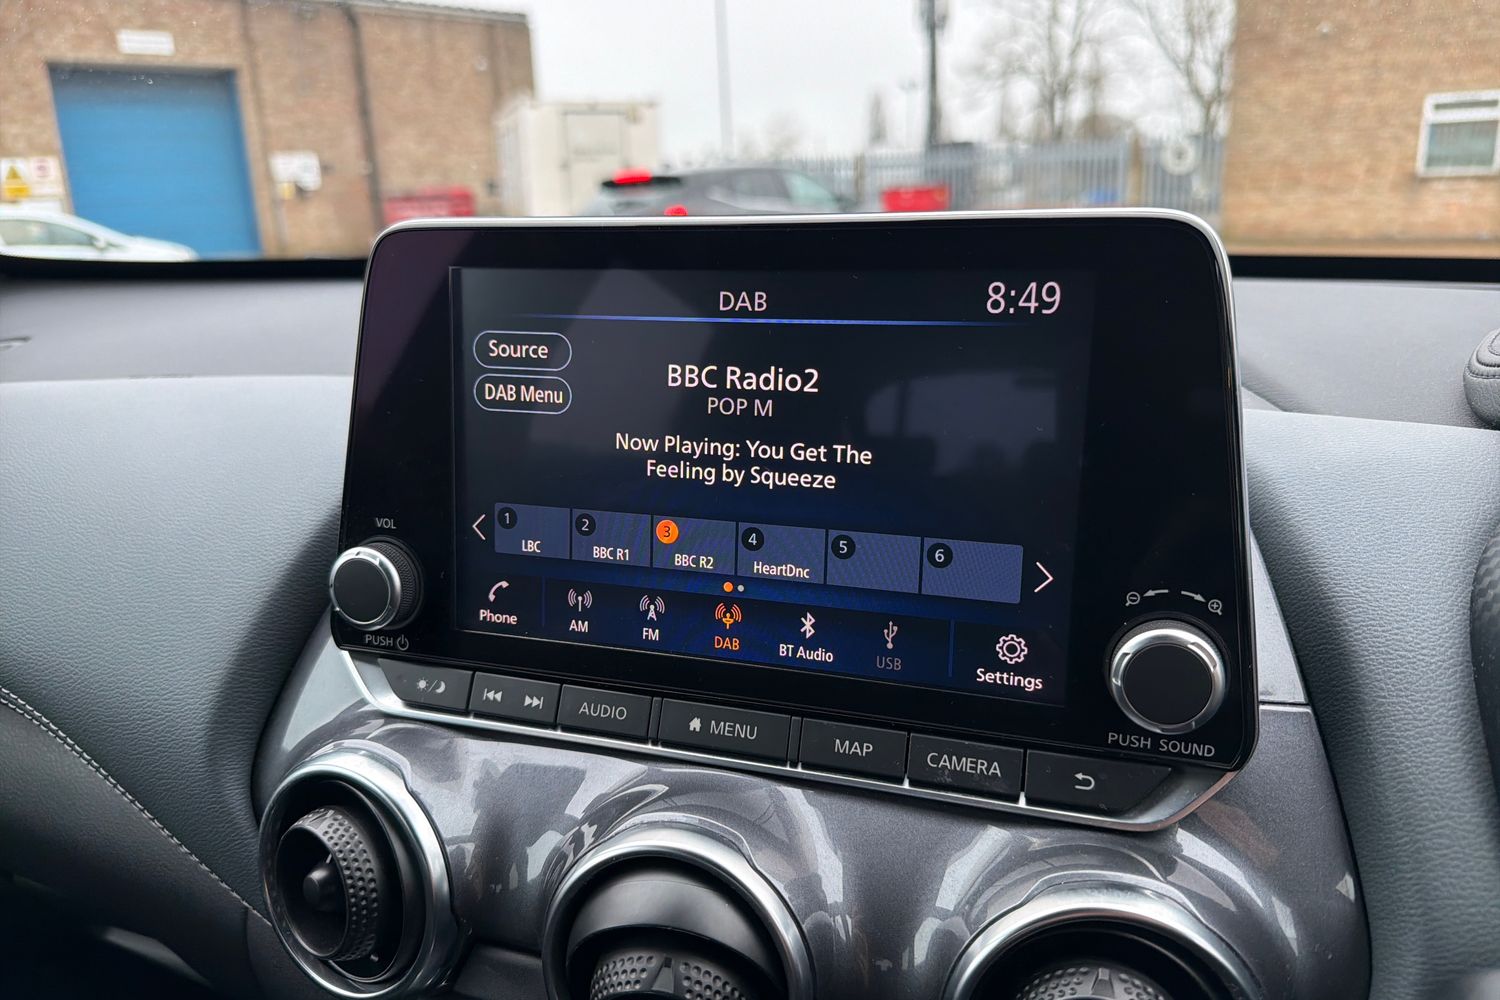 DAB
8:49
Source
DAB Menu
BBC Radio2
POP M
Now Playing: You Get The
Feeling by Squeeze
1
LBC
2
BBC R1
3
BBC R2
4
HeartDnc
5
6
Phone
AM
FM
DAB
BT Audio
USB
Settings
VOL
PUSH
PUSH SOUND
AUDIO
MENU
MAP
CAMERA